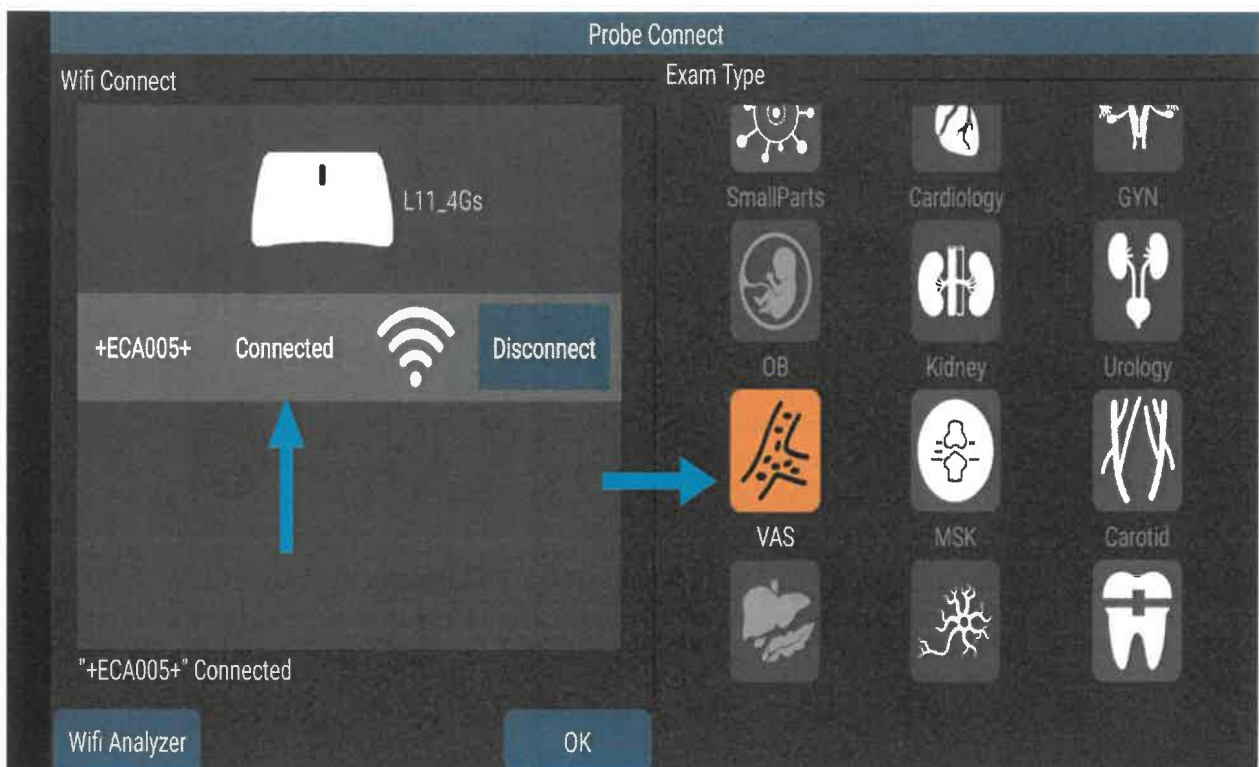 Probe Connect
Wifi Connect
Exam Type
L11_4Gs
+ECA005+ Connected Disconnect
"+ECA005+" Connected
Wifi Analyzer
OK
SmallParts Cardiology GYN
OB Kidney Urology
VAS MSK Carotid